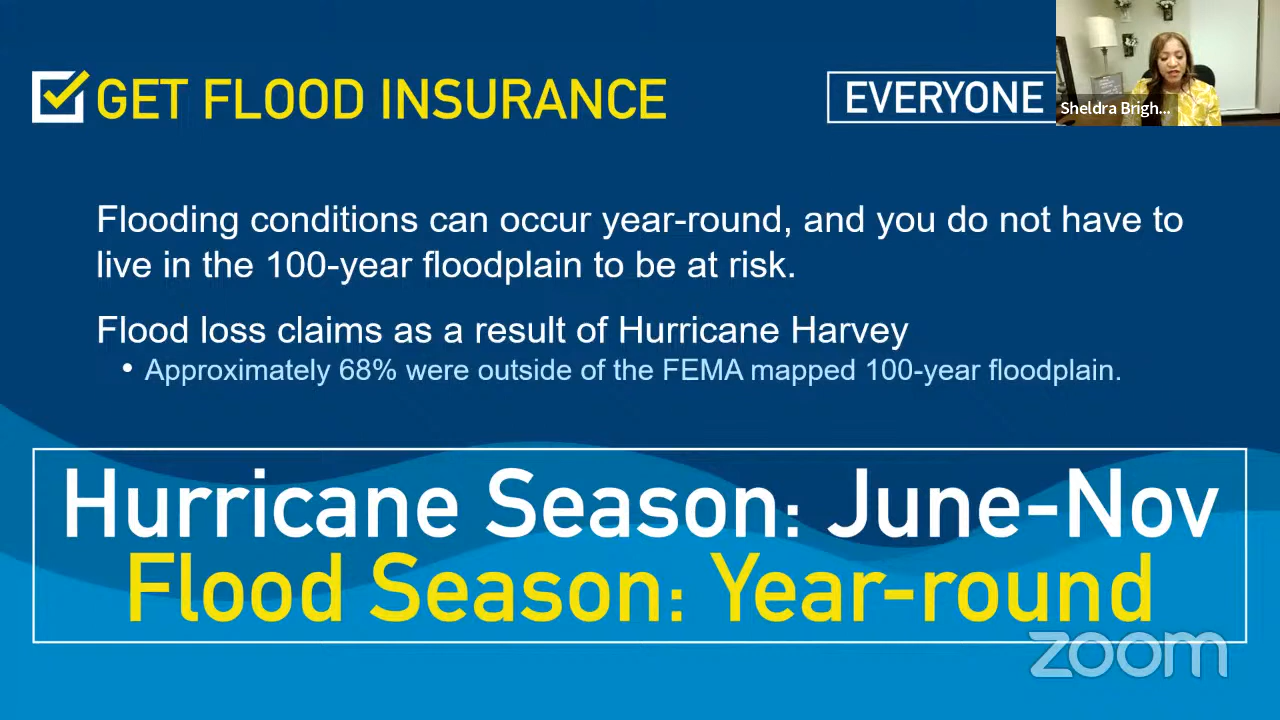 GET FLOOD INSURANCE
EVERYONE
Sheldra Brigh...
Flooding conditions can occur year-round, and you do not have to
live in the 100-year floodplain to be at risk.
Flood loss claims as a result of Hurricane Harvey
• Approximately 68% were outside of the FEMA mapped 100-year floodplain.
Hurricane Season: June-Nov
Flood Season: Year-round
zoom